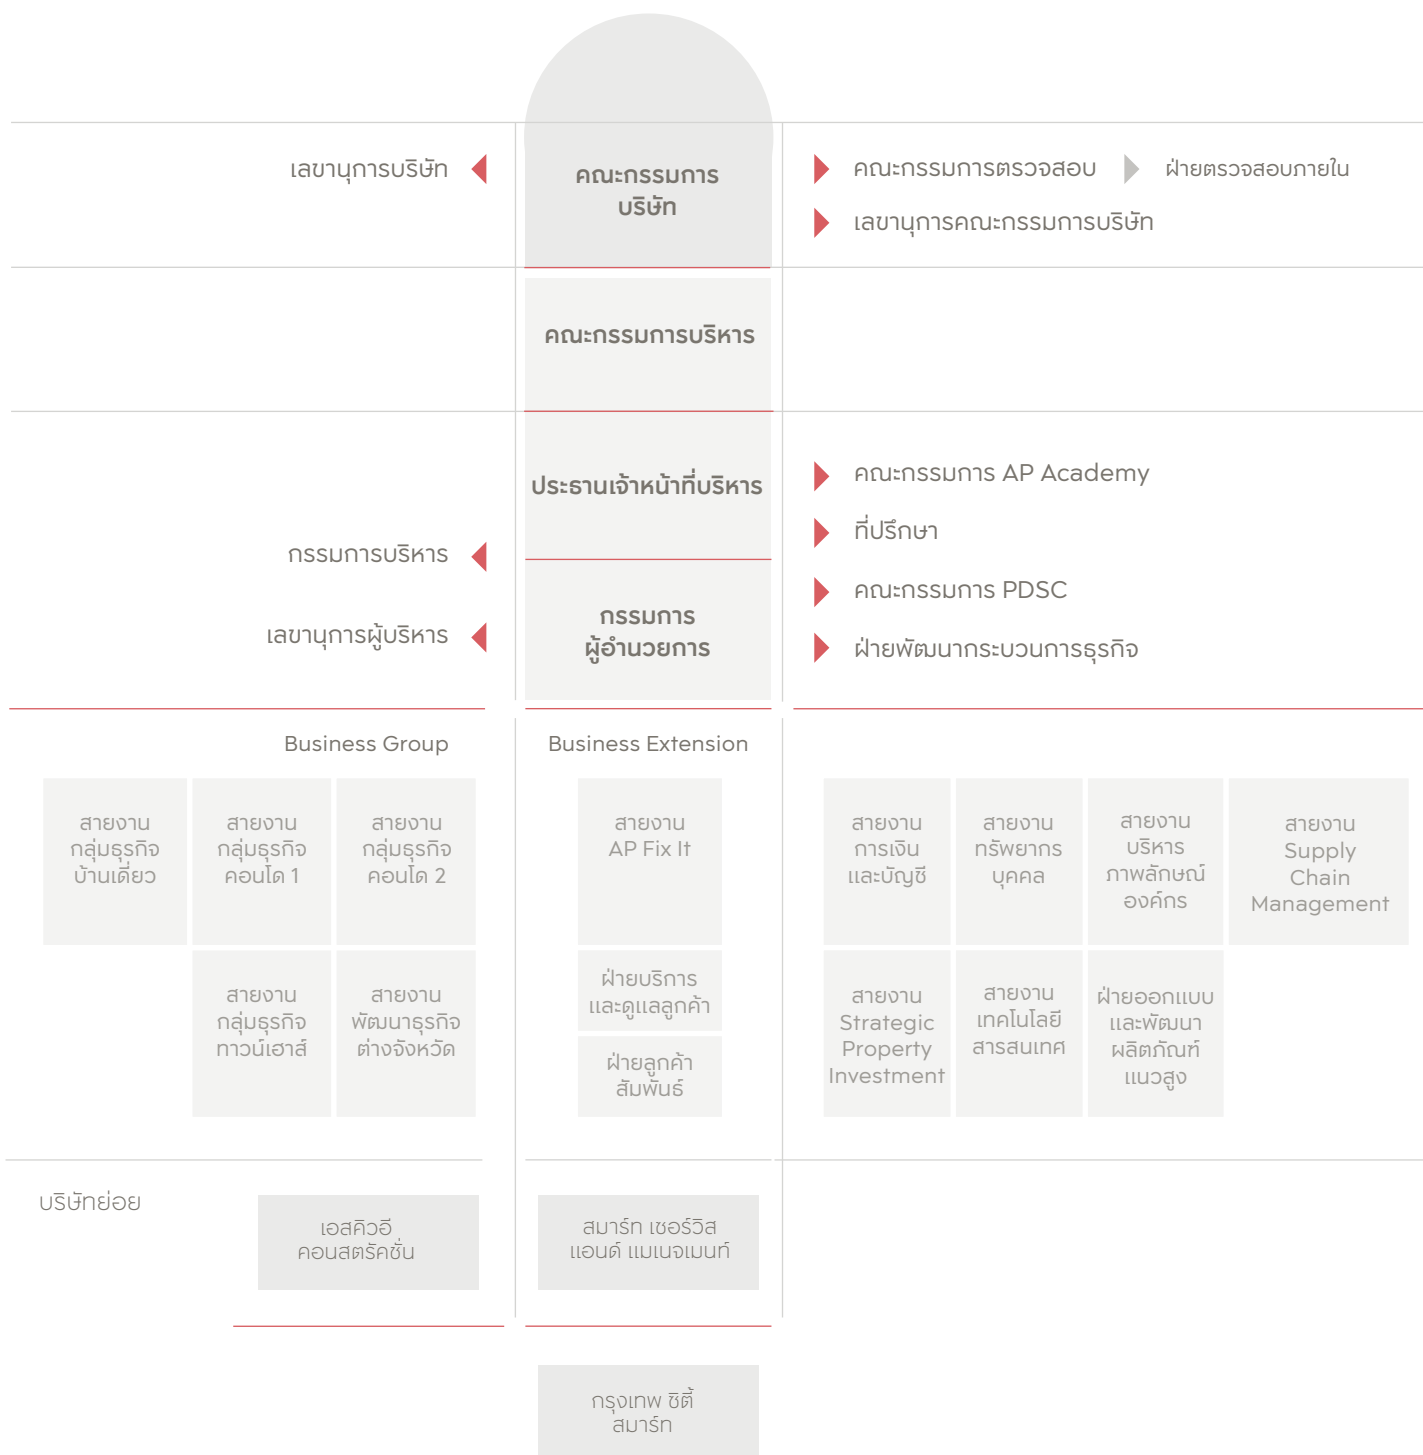 เลขานุการบริษัท
คณะกรรมการ
บริษัท
คณะกรรมการตรวจสอบ
ฝ่ายตรวจสอบภายใน
เลขานุการคณะกรรมการบริษัท
คณะกรรมการบริหาร
ประธานเจ้าหน้าที่บริหาร
กรรมการ
ผู้อำนวยการ
กรรมการบริหาร
เลขานุการผู้บริหาร
คณะกรรมการ AP Academy
ที่ปรึกษา
คณะกรรมการ PDSC
ฝ่ายพัฒนากระบวนการธุรกิจ
Business Group
สายงาน
กลุ่มธุรกิจ
บ้านเดี่ยว
สายงาน
กลุ่มธุรกิจ
คอนโด 1
สายงาน
กลุ่มธุรกิจ
คอนโด 2
สายงาน
กลุ่มธุรกิจ
ทาวน์เฮาส์
สายงาน
พัฒนาธุรกิจ
ต่างจังหวัด
Business Extension
สายงาน
AP Fix It
ฝ่ายบริการ
และดูแลลูกค้า
ฝ่ายลูกค้า
สัมพันธ์
สายงาน
การเงิน
และบัญชี
สายงาน
ทรัพยากร
บุคคล
สายงาน
บริหาร
ภาพลักษณ์
องค์กร
สายงาน
Supply
Chain
Management
สายงาน
Strategic
Property
Investment
สายงาน
เทคโนโลยี
สารสนเทศ
ฝ่ายออกแบบ
และพัฒนา
ผลิตภัณฑ์
แนวสูง
บริษัทย่อย
เอสคิวอี
คอนสตรัคชั่น
สมาร์ท เซอร์วิส
แอนด์ แมเนจเมนท์
กรุงเทพ ซิตี้
สมาร์ท